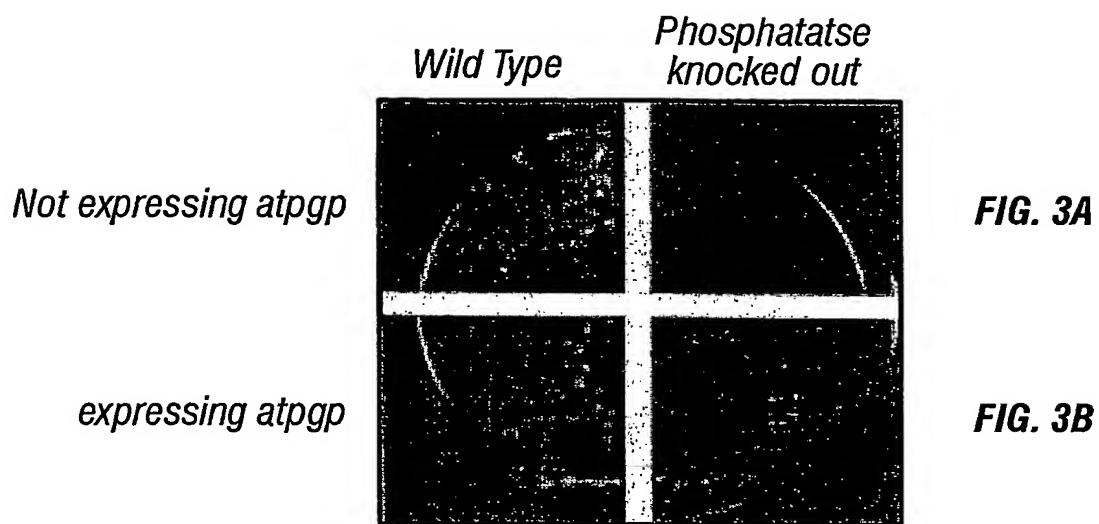 Wild Type
Phosphatatse
knocked out
Not expressing atpgp
FIG. 3A
expressing atpgp
FIG. 3B